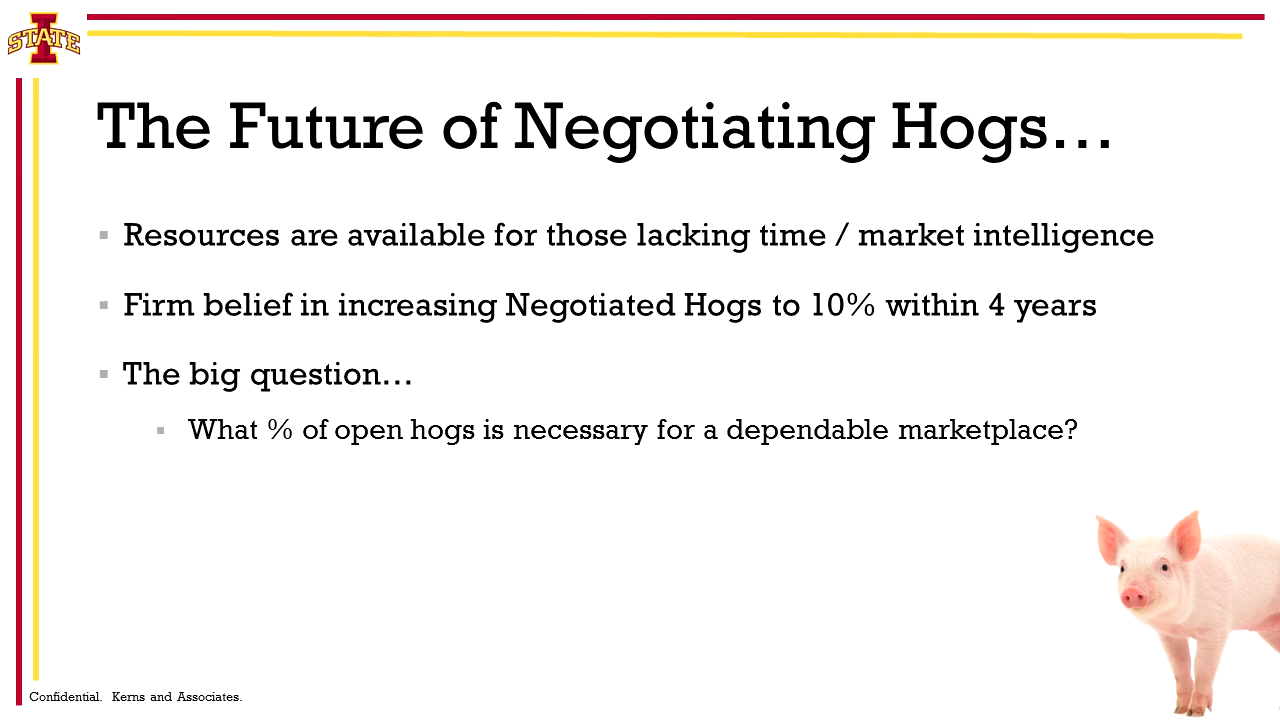 STATE
The Future of Negotiating Hogs…
Resources are available for those lacking time / market intelligence
Firm belief in increasing Negotiated Hogs to 10% within 4 years
The big question…
What % of open hogs is necessary for a dependable marketplace?
Confidential. Kerns and Associates.